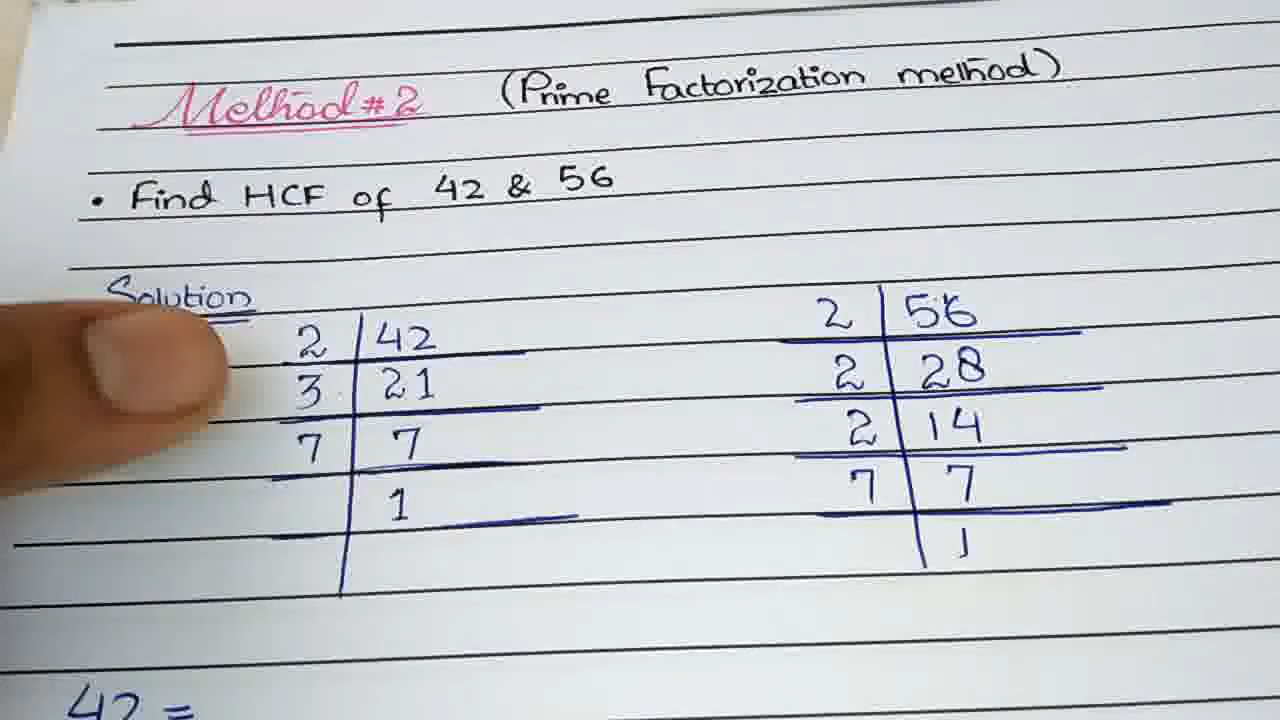 Method #2 (Prime Factorization method)
• Find HCF of 42 & 56
Solution
2 | 42
3 | 21
7 | 7
1
2 | 56
2 | 28
2 | 14
7 | 7
1
42 =